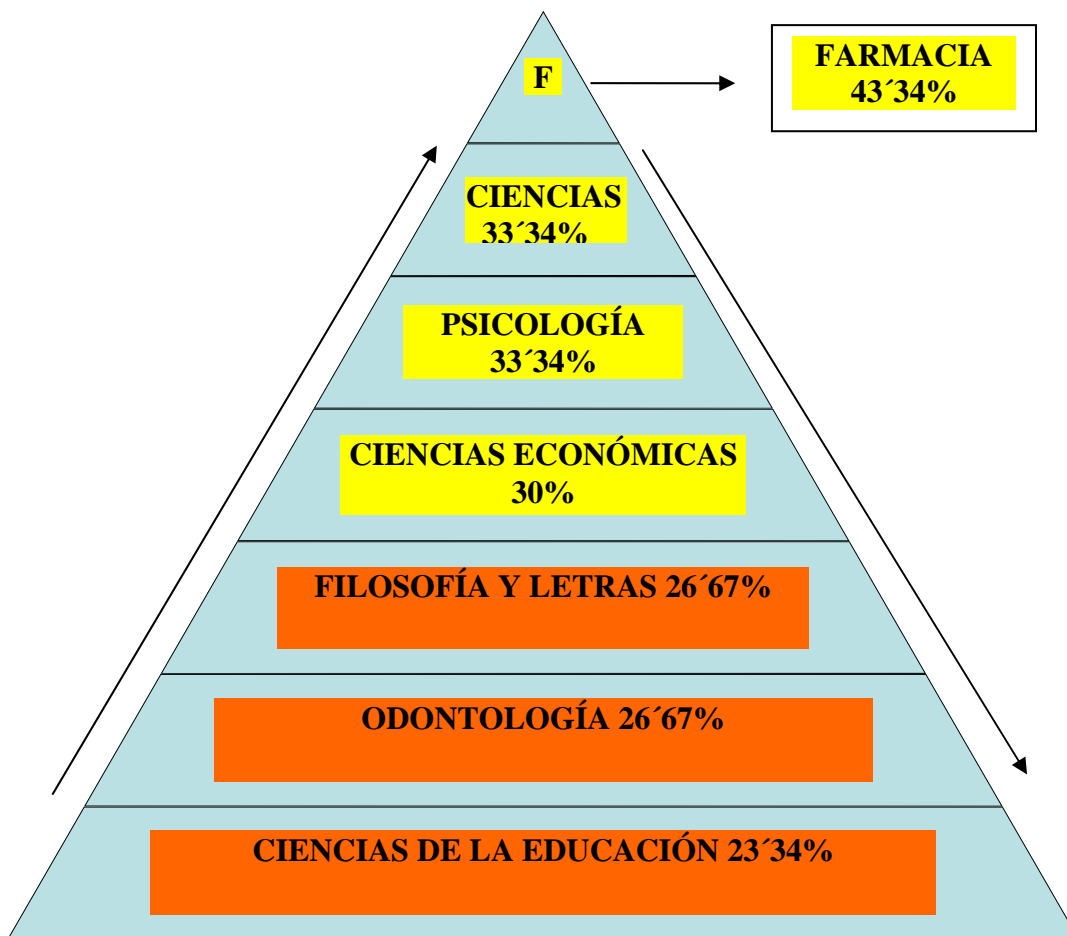 F
FARMACIA
43´34%
CIENCIAS
33´34%
PSICOLOGÍA
33´34%
CIENCIAS ECONÓMICAS
30%
FILOSOFÍA Y LETRAS 26´67%
ODONTOLOGÍA 26´67%
CIENCIAS DE LA EDUCACIÓN 23´34%